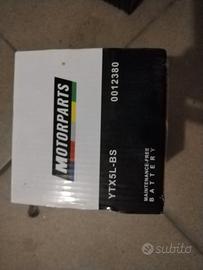 MOTORPARTS
YTX5L-BS
0012380
MAINTENANCE-FREE
BATTERY
subito